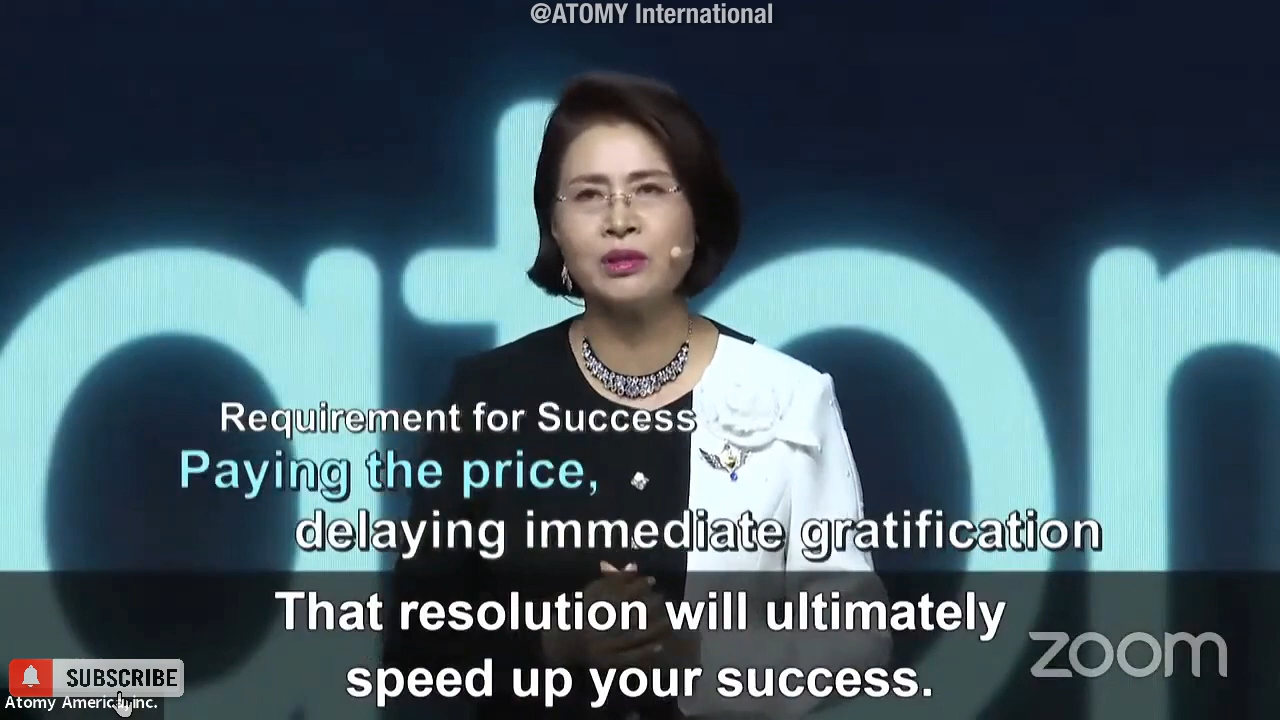 @ATOMY International
atom
Requirement for Success
Paying the price,
delaying immediate gratification
That resolution will ultimately
speed up your success.
zoom
SUBSCRIBE
Atomy America inc.